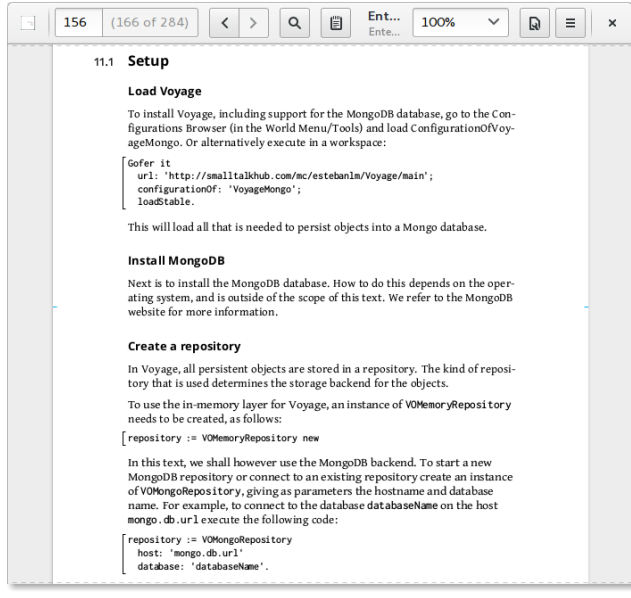 156
(166 of 284)
Ent...
Ente...
100%
11.1 Setup
Load Voyage
To install Voyage, including support for the MongoDB database, go to the Con-
figurations Browser (in the World Menu/Tools) and load ConfigurationOfVoy-
ageMongo. Or alternatively execute in a workspace:
Gofer it
url: 'http://smalltalkhub.com/mc/estebanlm/Voyage/main';
configurationOf: 'VoyageMongo';
loadStable.
This will load all that is needed to persist objects into a Mongo database.
Install MongoDB
Next is to install the MongoDB database. How to do this depends on the oper-
ating system, and is outside of the scope of this text. We refer to the MongoDB
website for more information.
Create a repository
In Voyage, all persistent objects are stored in a repository. The kind of reposi-
tory that is used determines the storage backend for the objects.
To use the in-memory layer for Voyage, an instance of VOMemoryRepository
needs to be created, as follows:
repository := VOMemoryRepository new
In this text, we shall however use the MongoDB backend. To start a new
MongoDB repository or connect to an existing repository create an instance
of VOMongoRepository, giving as parameters the hostname and database
name. For example, to connect to the database databaseName on the host
mongo.db.url execute the following code:
repository := VOMongoRepository
host: 'mongo.db.url'
database: 'databaseName'.